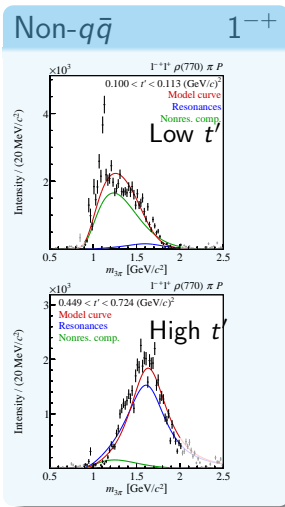 Non-qq̄ 1⁻⁺
1⁻⁺1⁺ ρ(770) π P
×10³
0.100 < t′ < 0.113 (GeV/c)²
Model curve
Resonances
Nonres. comp.
Low t′
Intensity / (20 MeV/c²)
4
2
0.5 1 1.5 2 2.5
m₃π [GeV/c²]
1⁻⁺1⁺ ρ(770) π P
×10³
0.449 < t′ < 0.724 (GeV/c)²
Model curve
Resonances
Nonres. comp.
High t′
Intensity / (20 MeV/c²)
3
2
1
0.5 1 1.5 2 2.5
m₃π [GeV/c²]